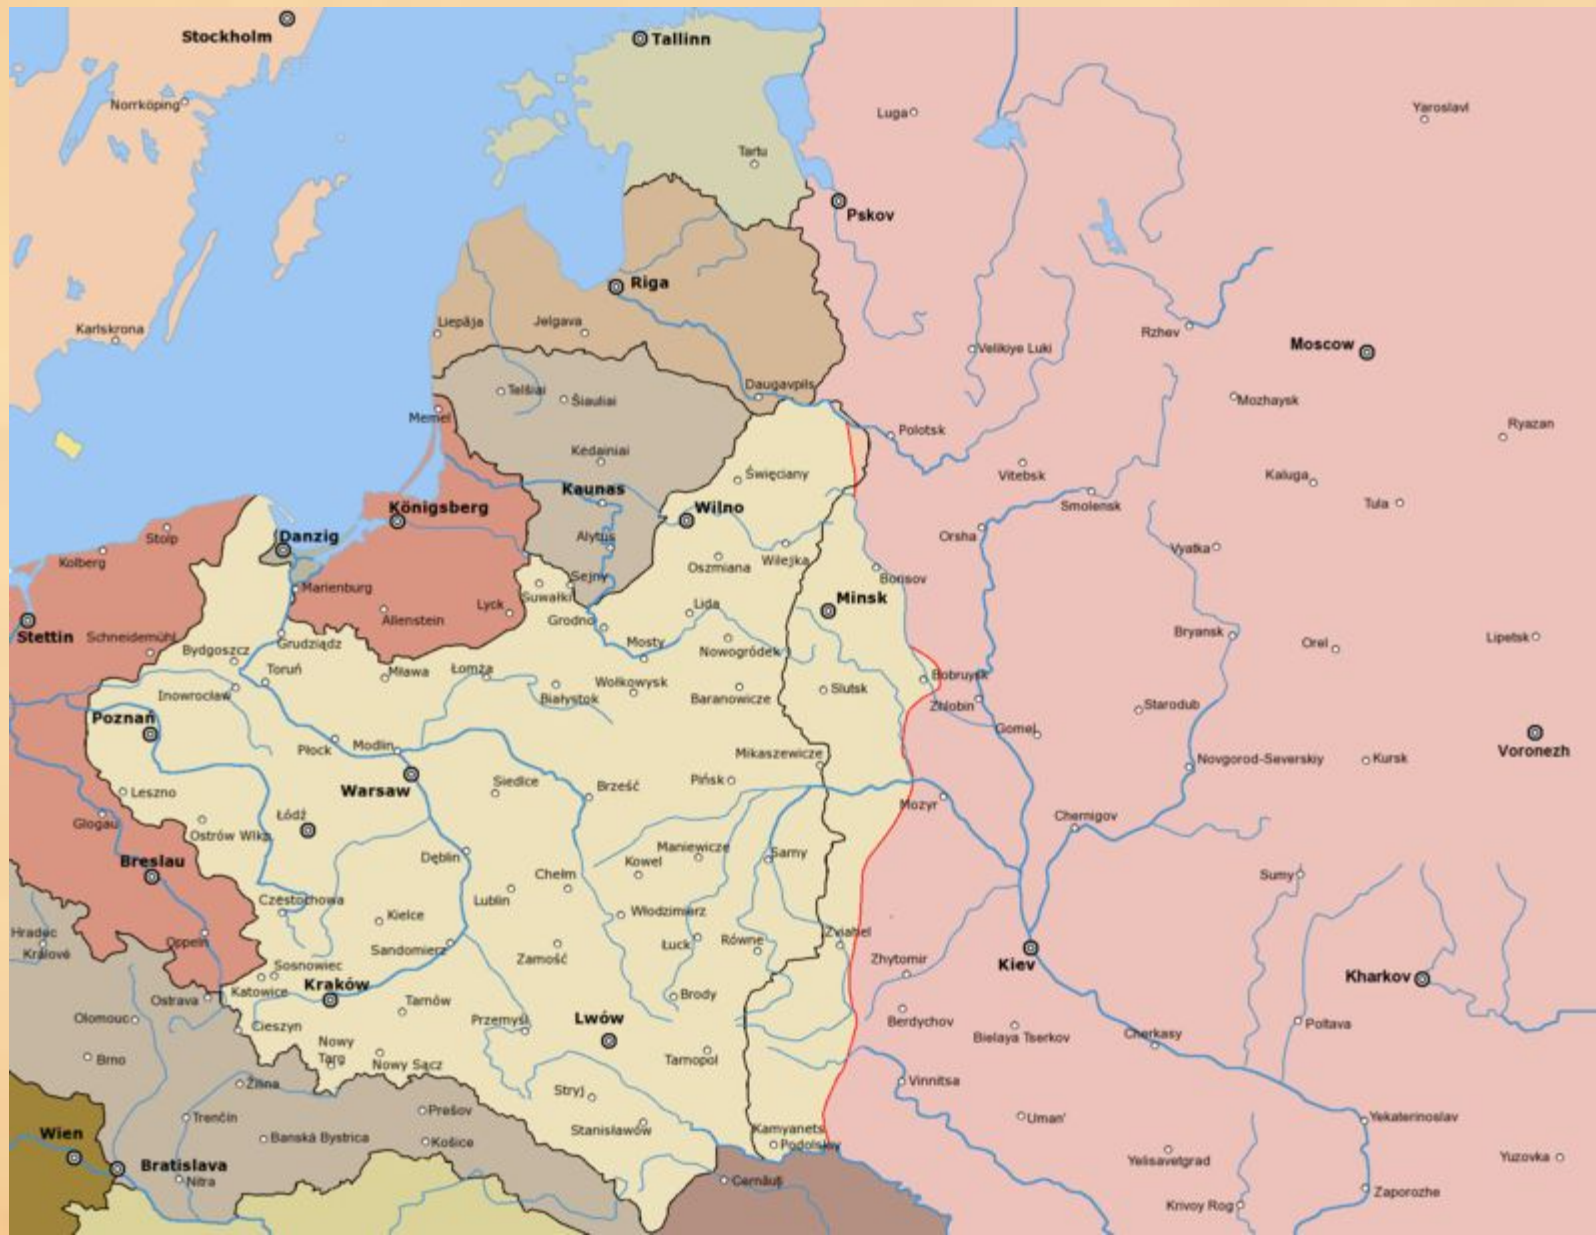 Stockholm
Tallinn
Norrköping
Luga
Yaroslavl
Tartu
Pskov
Riga
Karlskrona
Liepāja
Jelgava
Rzhev
Velikiye Luki
Moscow
Daugavpils
Telšiai
Šiauliai
Mozhaysk
Memel
Polotsk
Ryazan
Kėdainiai
Święciany
Vitebsk
Kaluga
Kaunas
Königsberg
Wilno
Smolensk
Tula
Stolp
Danzig
Alytus
Orsha
Vyatka
Kolberg
Oszmiana
Wilejka
Sejny
Borisov
Marienburg
Suwałki
Minsk
Allenstein
Lyck
Lida
Stettin
Schneidemühl
Grodno
Bydgoszcz
Grudziądz
Mosty
Nowogródek
Bryansk
Orel
Lipetsk
Toruń
Mława
Łomża
Wołkowysk
Bobruysk
Inowrocław
Białystok
Baranowicze
Slutsk
Zhlobin
Starodub
Poznań
Gomel
Płock
Modlin
Mikaszewicze
Novgorod-Severskiy
Kursk
Voronezh
Warsaw
Siedlce
Brześć
Pińsk
Leszno
Mozyr
Glogau
Łódź
Ostrów Wlkp.
Chernigov
Breslau
Dęblin
Maniewicze
Sarny
Kowel
Chełm
Sumy
Lublin
Częstochowa
Kielce
Włodzimierz
Hradec
Králové
Oppeln
Sandomierz
Zamość
Łuck
Równe
Zviahel
Zhytomir
Kiev
Sosnowiec
Katowice
Kraków
Kharkov
Ostrava
Tarnów
Brody
Olomouc
Cieszyn
Przemyśl
Lwów
Berdychov
Bielaya Tserkov
Cherkasy
Poltava
Brno
Nowy
Targ
Nowy Sącz
Tarnopol
Žilina
Stryj
Vinnitsa
Trenčín
Prešov
Uman'
Yekaterinoslav
Wien
Banská Bystrica
Košice
Stanisławów
Kamyanets
Podolskiy
Bratislava
Yelisavetgrad
Yuzovka
Nitra
Cernăuţi
Krivoy Rog
Zaporozhe